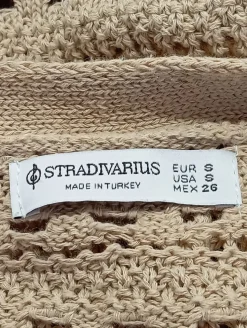 STRADIVARIUS
MADE IN TURKEY
EUR S
USA S
MEX 26